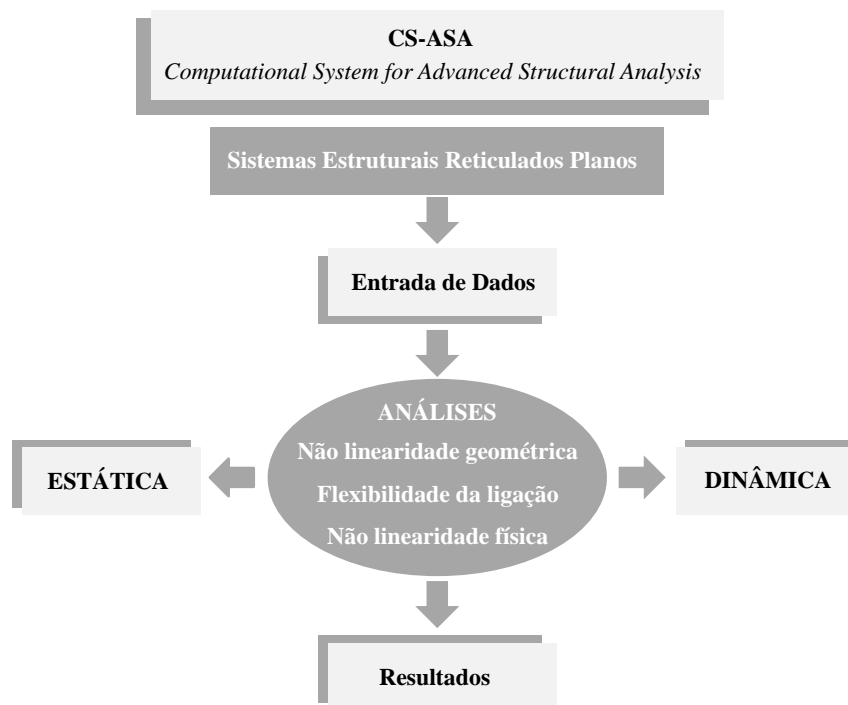 CS-ASA
Computational System for Advanced Structural Analysis
Sistemas Estruturais Reticulados Planos
Entrada de Dados
ANÁLISES
Não linearidade geométrica
Flexibilidade da ligação
Não linearidade física
ESTÁTICA
DINÂMICA
Resultados